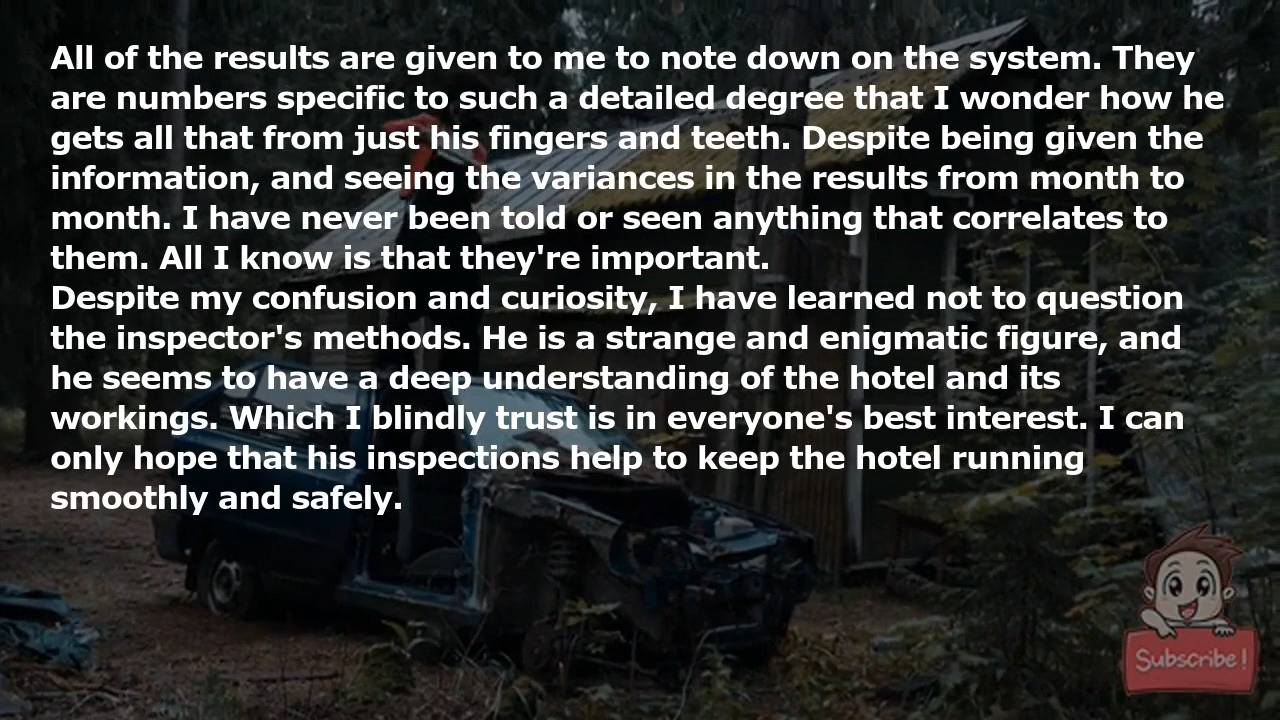 All of the results are given to me to note down on the system. They
are numbers specific to such a detailed degree that I wonder how he
gets all that from just his fingers and teeth. Despite being given the
information, and seeing the variances in the results from month to
month. I have never been told or seen anything that correlates to
them. All I know is that they're important.
Despite my confusion and curiosity, I have learned not to question
the inspector's methods. He is a strange and enigmatic figure, and
he seems to have a deep understanding of the hotel and its
workings. Which I blindly trust is in everyone's best interest. I can
only hope that his inspections help to keep the hotel running
smoothly and safely.
Subscribe!